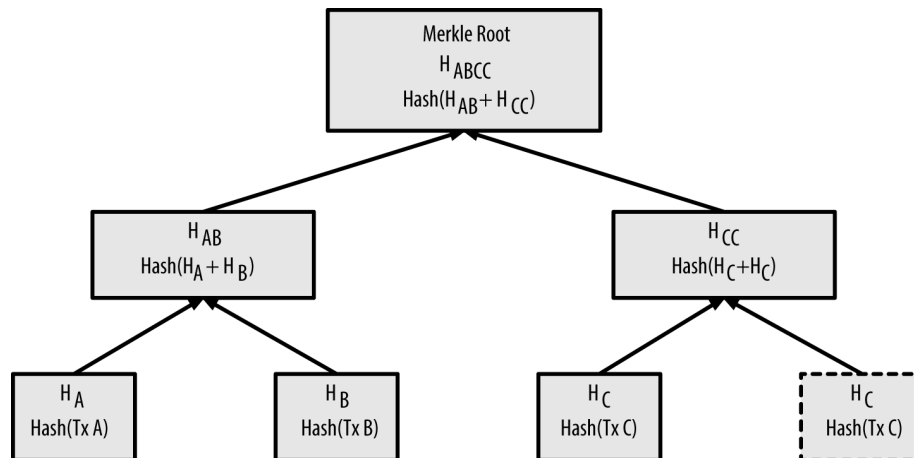 Merkle Root
H ABCC
Hash(H AB + H CC)
H AB
Hash(H A + H B)
H CC
Hash(H C+H C)
H A
Hash(Tx A)
H B
Hash(Tx B)
H C
Hash(Tx C)
H C
Hash(Tx C)